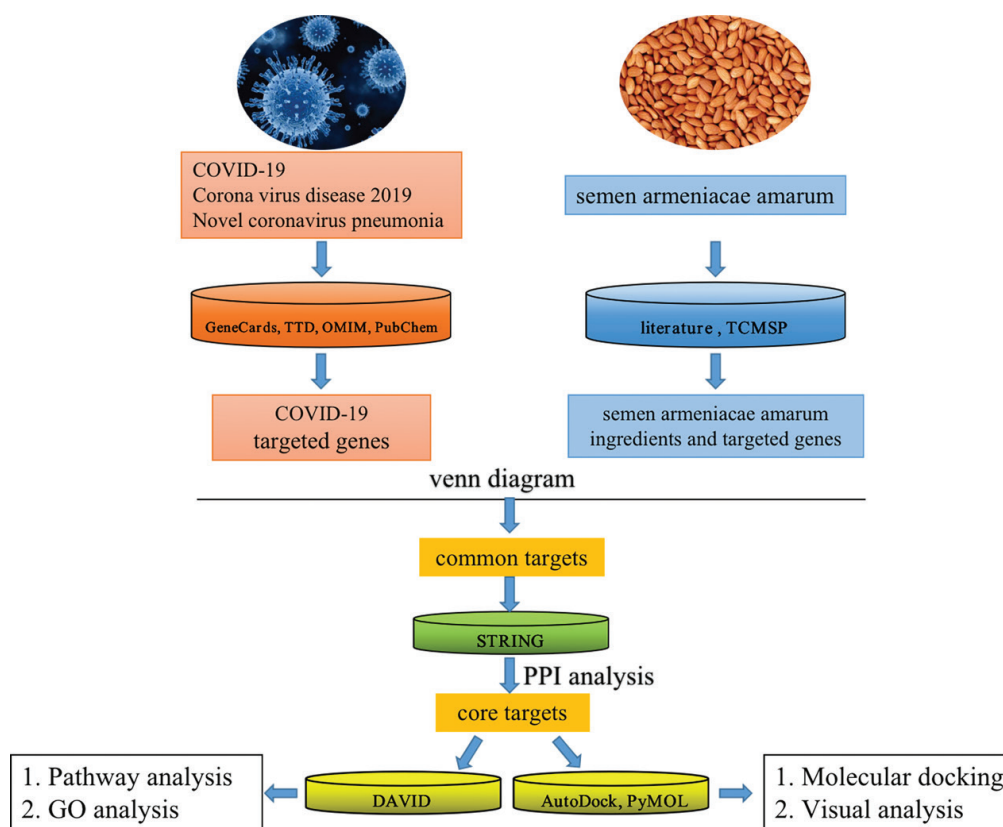 COVID-19
Corona virus disease 2019
Novel coronavirus pneumonia
semen armeniacae amarum
GeneCards, TTD, OMIM, PubChem
literature , TCMSP
COVID-19
targeted genes
semen armeniacae amarum
ingredients and targeted genes
venn diagram
common targets
STRING
PPI analysis
core targets
1. Pathway analysis
2. GO analysis
DAVID
AutoDock, PyMOL
1. Molecular docking
2. Visual analysis